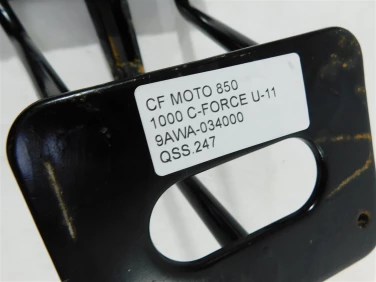 CF MOTO 850
1000 C-FORCE U-11
9AWA-034000
QSS.247